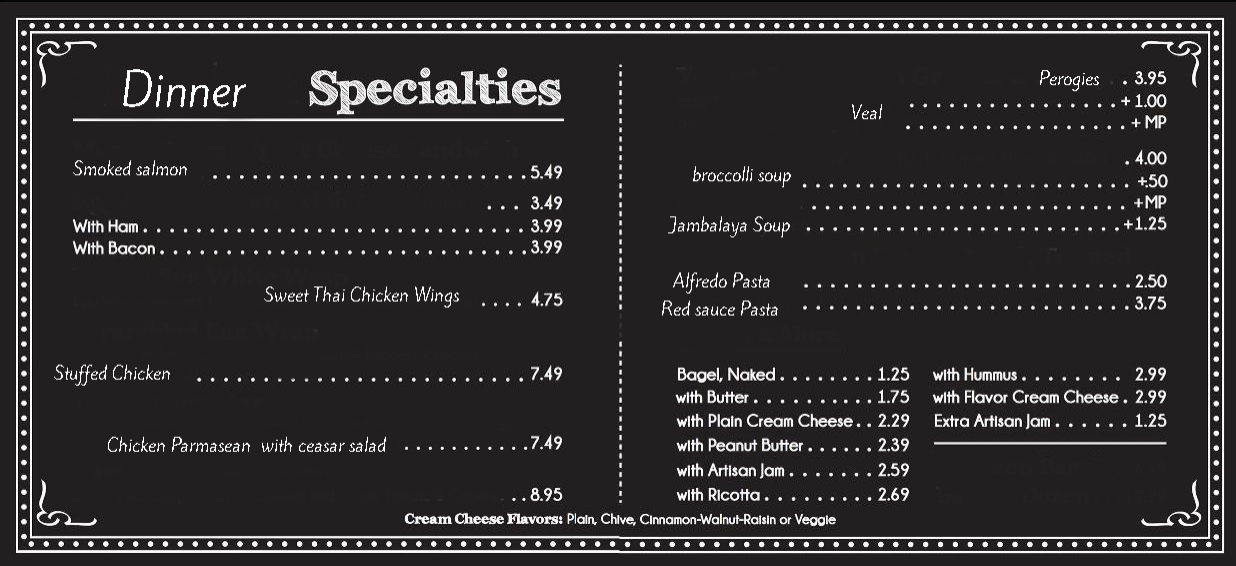 Dinner Specialties
Smoked salmon . . . . . . . . . . . . . . . . . . . . . . . . 5.49
. . . 3.49
With Ham . . . . . . . . . . . . . . . . . . . . . . . . . . . . . 3.99
With Bacon . . . . . . . . . . . . . . . . . . . . . . . . . . . . 3.99
Sweet Thai Chicken Wings . . . . 4.75
Stuffed Chicken . . . . . . . . . . . . . . . . . . . . . . . . . 7.49
Chicken Parmasean with ceasar salad . . . . . . . . . . 7.49
. . 8.95
Perogies . . 3.95
Veal . . . . . . . . . . . . . . . . + 1.00
. . . . . . . . . . . . . . . . . + MP
. 4.00
broccolli soup . . . . . . . . . . . . . . . . . . . . . . . . . +.50
. . . . . . . . . . . . . . . . . . . . . . . . +MP
Jambalaya Soup . . . . . . . . . . . . . . . . . . . . . . . . +1.25
Alfredo Pasta . . . . . . . . . . . . . . . . . . . . . . . . . 2.50
Red sauce Pasta . . . . . . . . . . . . . . . . . . . . . . . . . 3.75
Bagel, Naked . . . . . . . . 1.25
with Butter . . . . . . . . . . 1.75
with Plain Cream Cheese . . 2.29
with Peanut Butter . . . . . . 2.39
with Artisan Jam . . . . . . . 2.59
with Ricotta . . . . . . . . . 2.69
with Hummus . . . . . . . . 2.99
with Flavor Cream Cheese . 2.99
Extra Artisan Jam . . . . . . 1.25
Cream Cheese Flavors: Plain, Chive, Cinnamon-Walnut-Raisin or Veggie